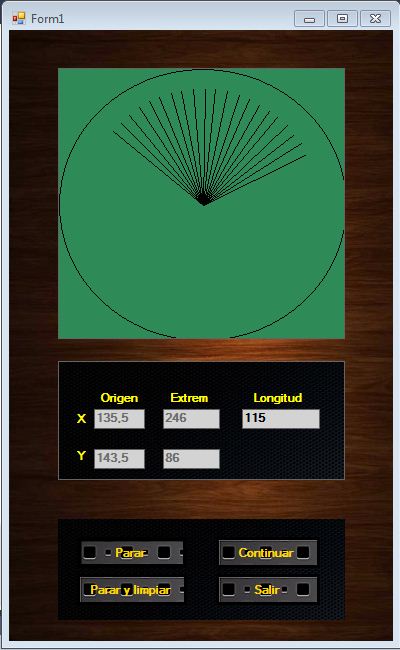 Form1
Origen Extrem Longitud
X 135,5 246 115
Y 143,5 86
Parar Continuar
Parar y limpiar Salir